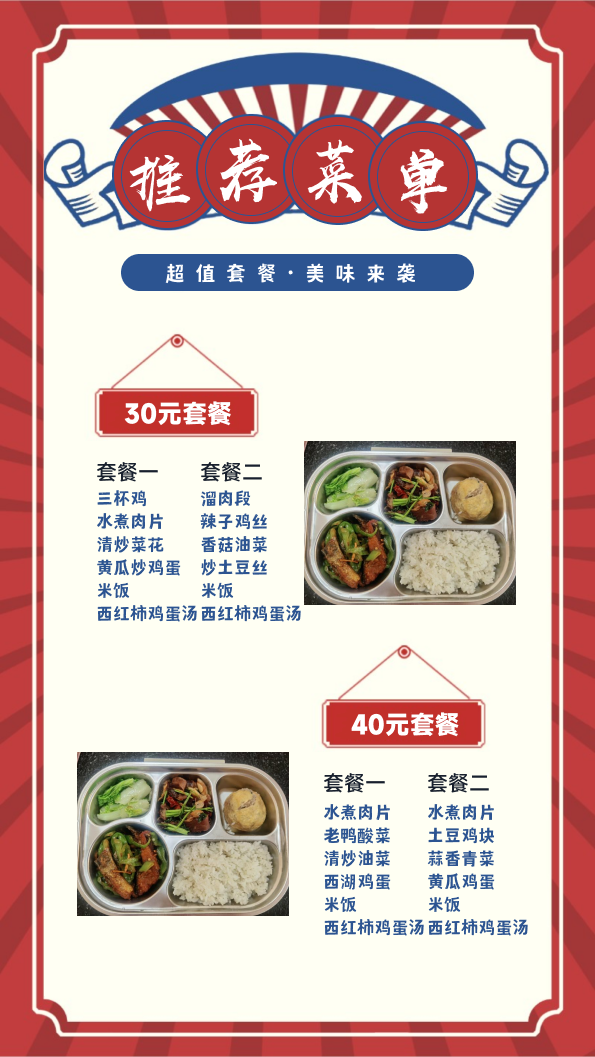 推荐菜单
超值套餐·美味来袭
30元套餐
套餐一
三杯鸡
水煮肉片
清炒菜花
黄瓜炒鸡蛋
米饭
西红柿鸡蛋汤
套餐二
溜肉段
辣子鸡丝
香菇油菜
炒土豆丝
米饭
西红柿鸡蛋汤
40元套餐
套餐一
水煮肉片
老鸭酸菜
清炒油菜
西湖鸡蛋
米饭
西红柿鸡蛋汤
套餐二
水煮肉片
土豆鸡块
蒜香青菜
黄瓜鸡蛋
米饭
西红柿鸡蛋汤